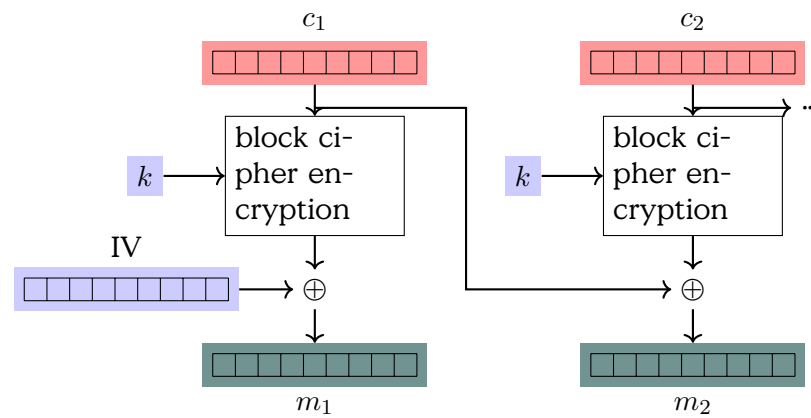 c₁
c₂
...
block ci-
pher en-
cryption
block ci-
pher en-
cryption
k
k
IV
⊕
⊕
m₁
m₂